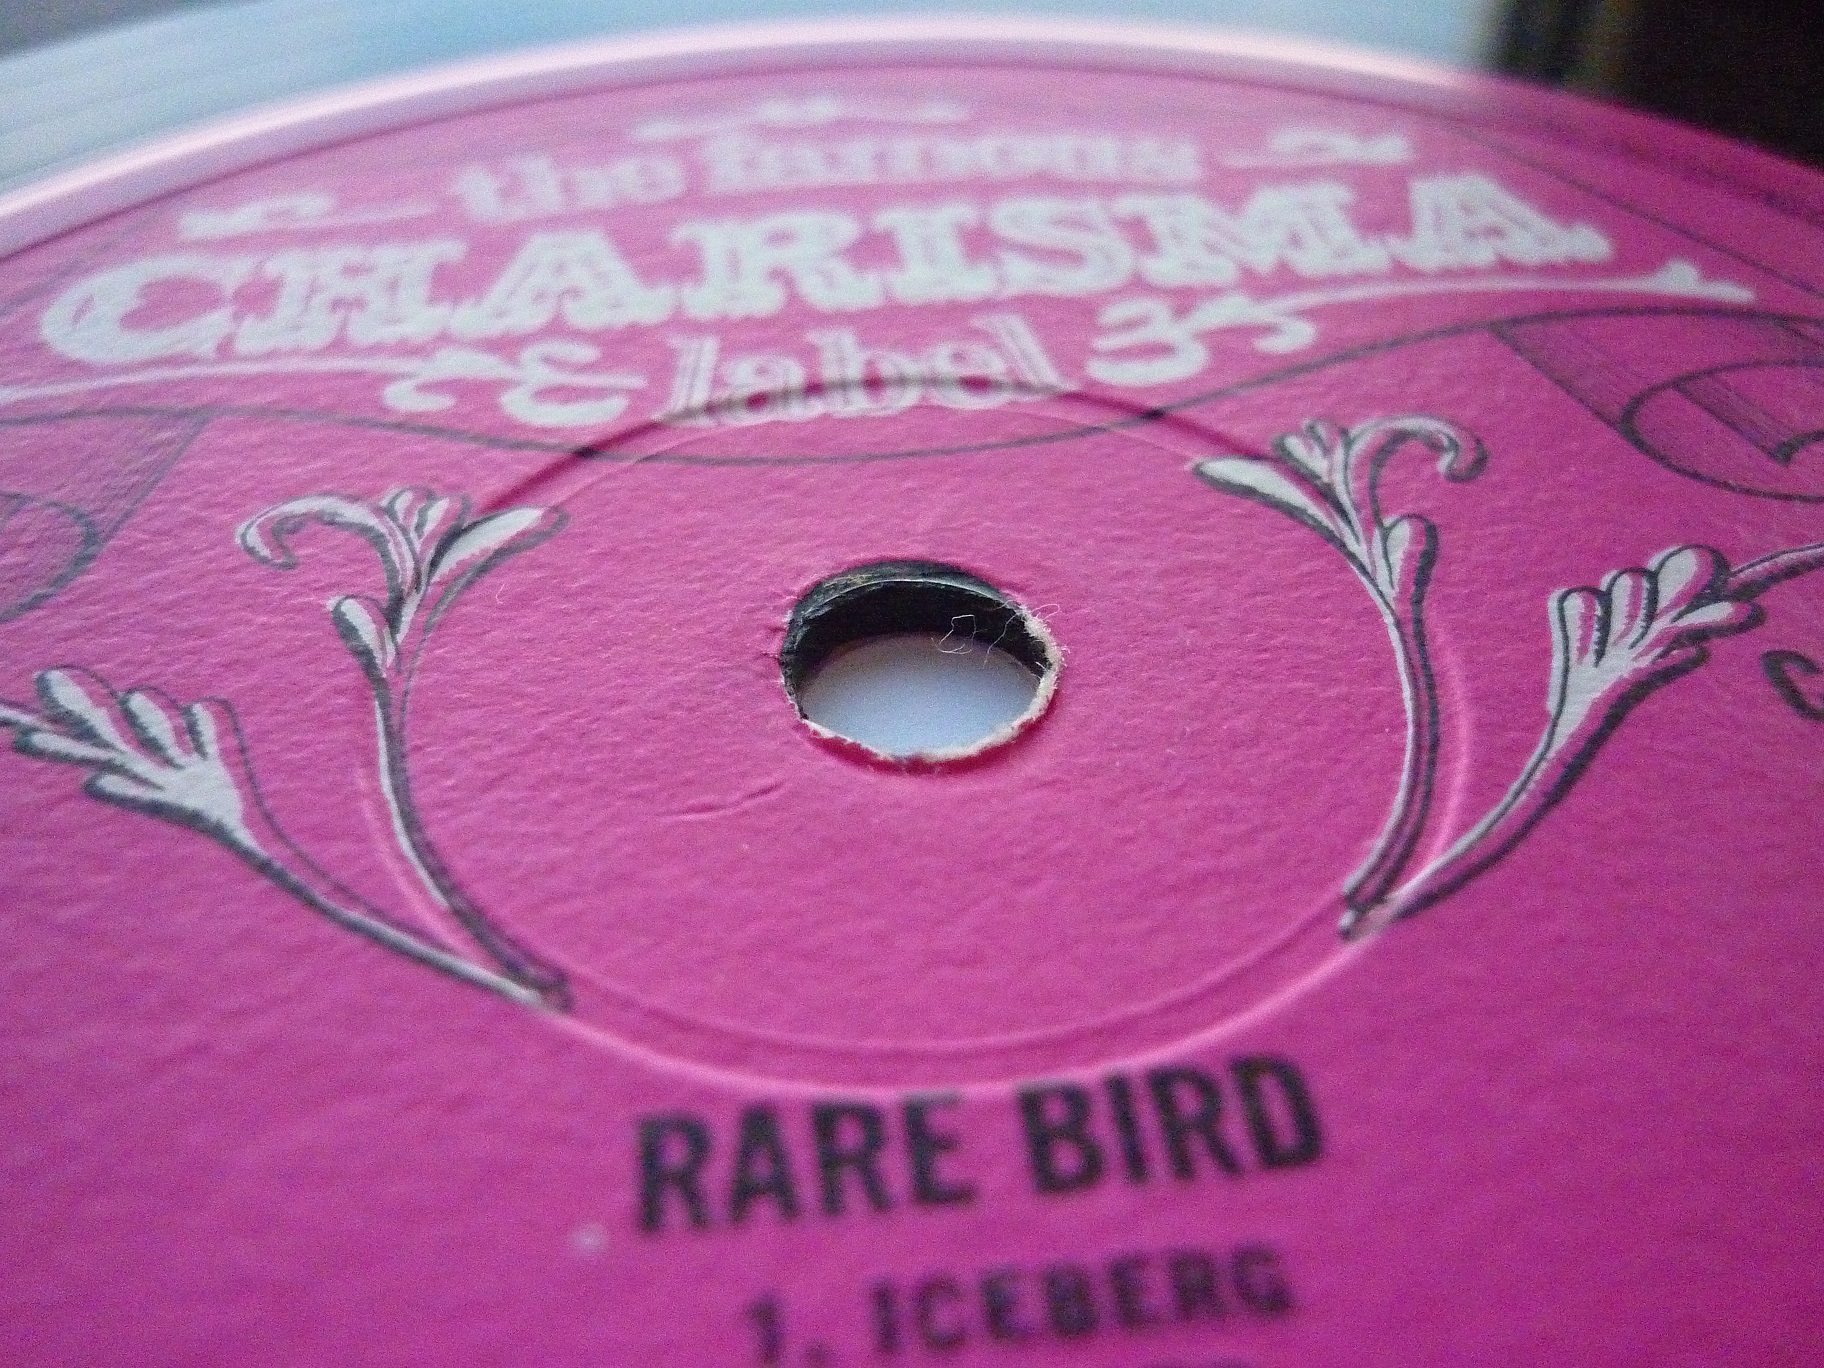 the famous
CHARISMA
label
RARE BIRD
1. ICEBERG